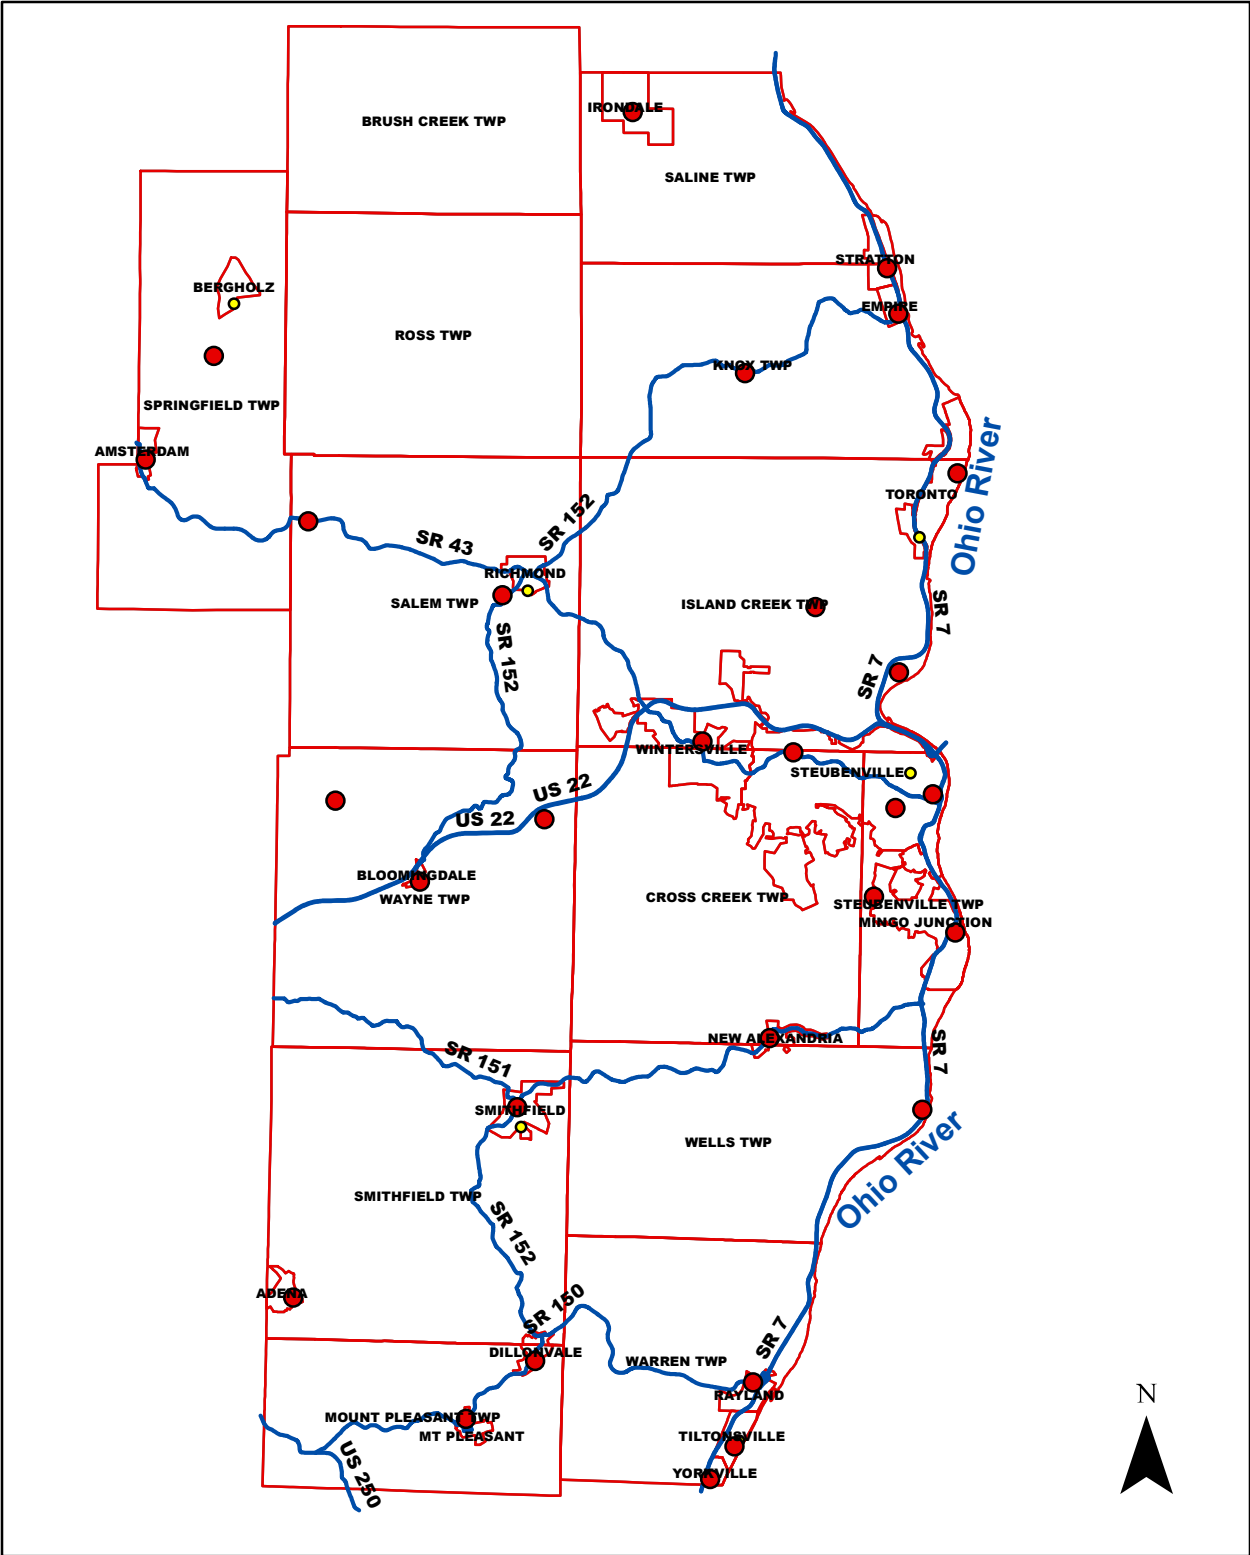 BRUSH CREEK TWP
IRONDALE
SALINE TWP
STRATTON
BERGHOLZ
EMPIRE
ROSS TWP
KNOX TWP
SPRINGFIELD TWP
AMSTERDAM
Ohio River
TORONTO
SR 152
SR 43
RICHMOND
SALEM TWP
ISLAND CREEK TWP
SR 7
SR 152
SR 7
WINTERSVILLE
STEUBENVILLE
US 22
US 22
BLOOMINGDALE
WAYNE TWP
CROSS CREEK TWP
STEUBENVILLE TWP
MINGO JUNCTION
NEW ALEXANDRIA
SR 7
SR 151
SMITHFIELD
WELLS TWP
Ohio River
SMITHFIELD TWP
SR 152
ADENA
SR 150
SR 7
DILLONVALE
WARREN TWP
RAYLAND
N
MOUNT PLEASANT TWP
MT PLEASANT
TILTONSVILLE
US 250
YORKVILLE